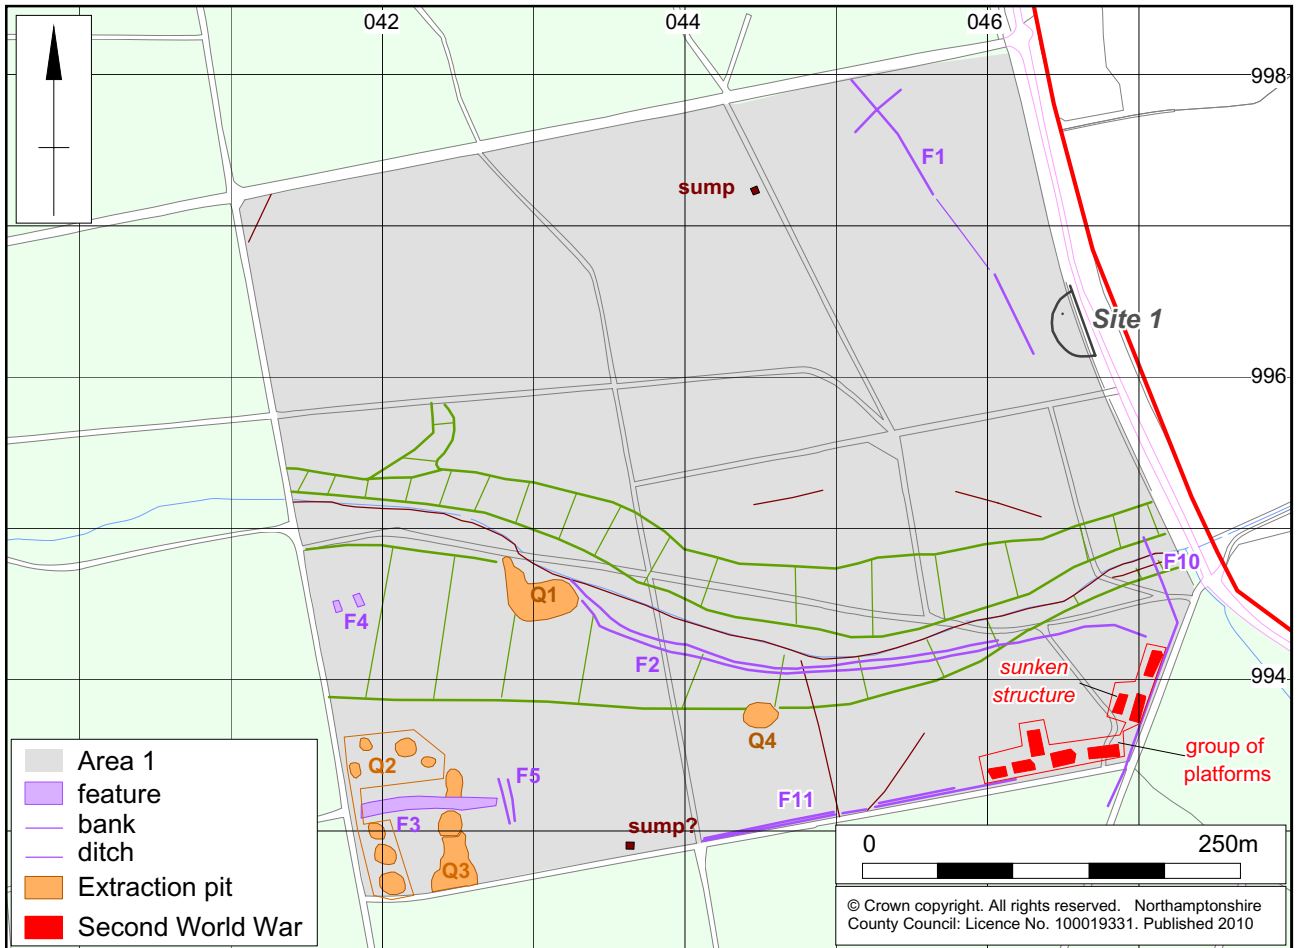 042
044
046
998
F1
sump
Site 1
996
F10
Q1
F4
F2
sunken
structure
994
Q4
group of
platforms
Q2
F5
F11
F3
sump?
Q3
Area 1
feature
bank
ditch
Extraction pit
Second World War
0
250m
© Crown copyright. All rights reserved. Northamptonshire
County Council: Licence No. 100019331. Published 2010